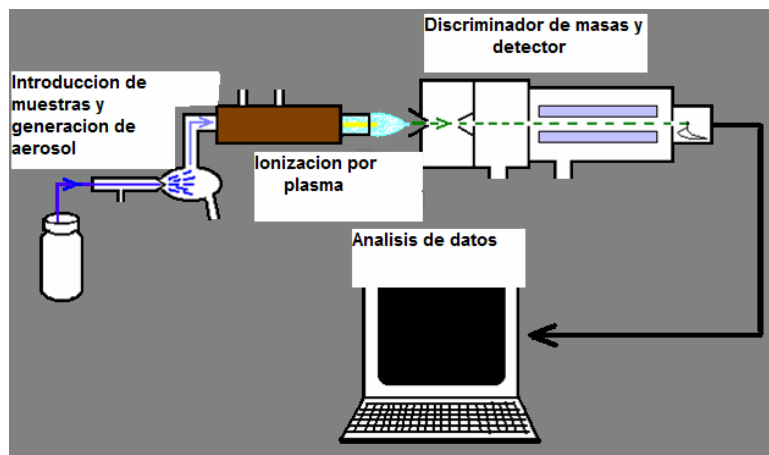 Introduccion de
muestras y
generacion de
aerosol
Ionizacion por
plasma
Discriminador de masas y
detector
Analisis de datos